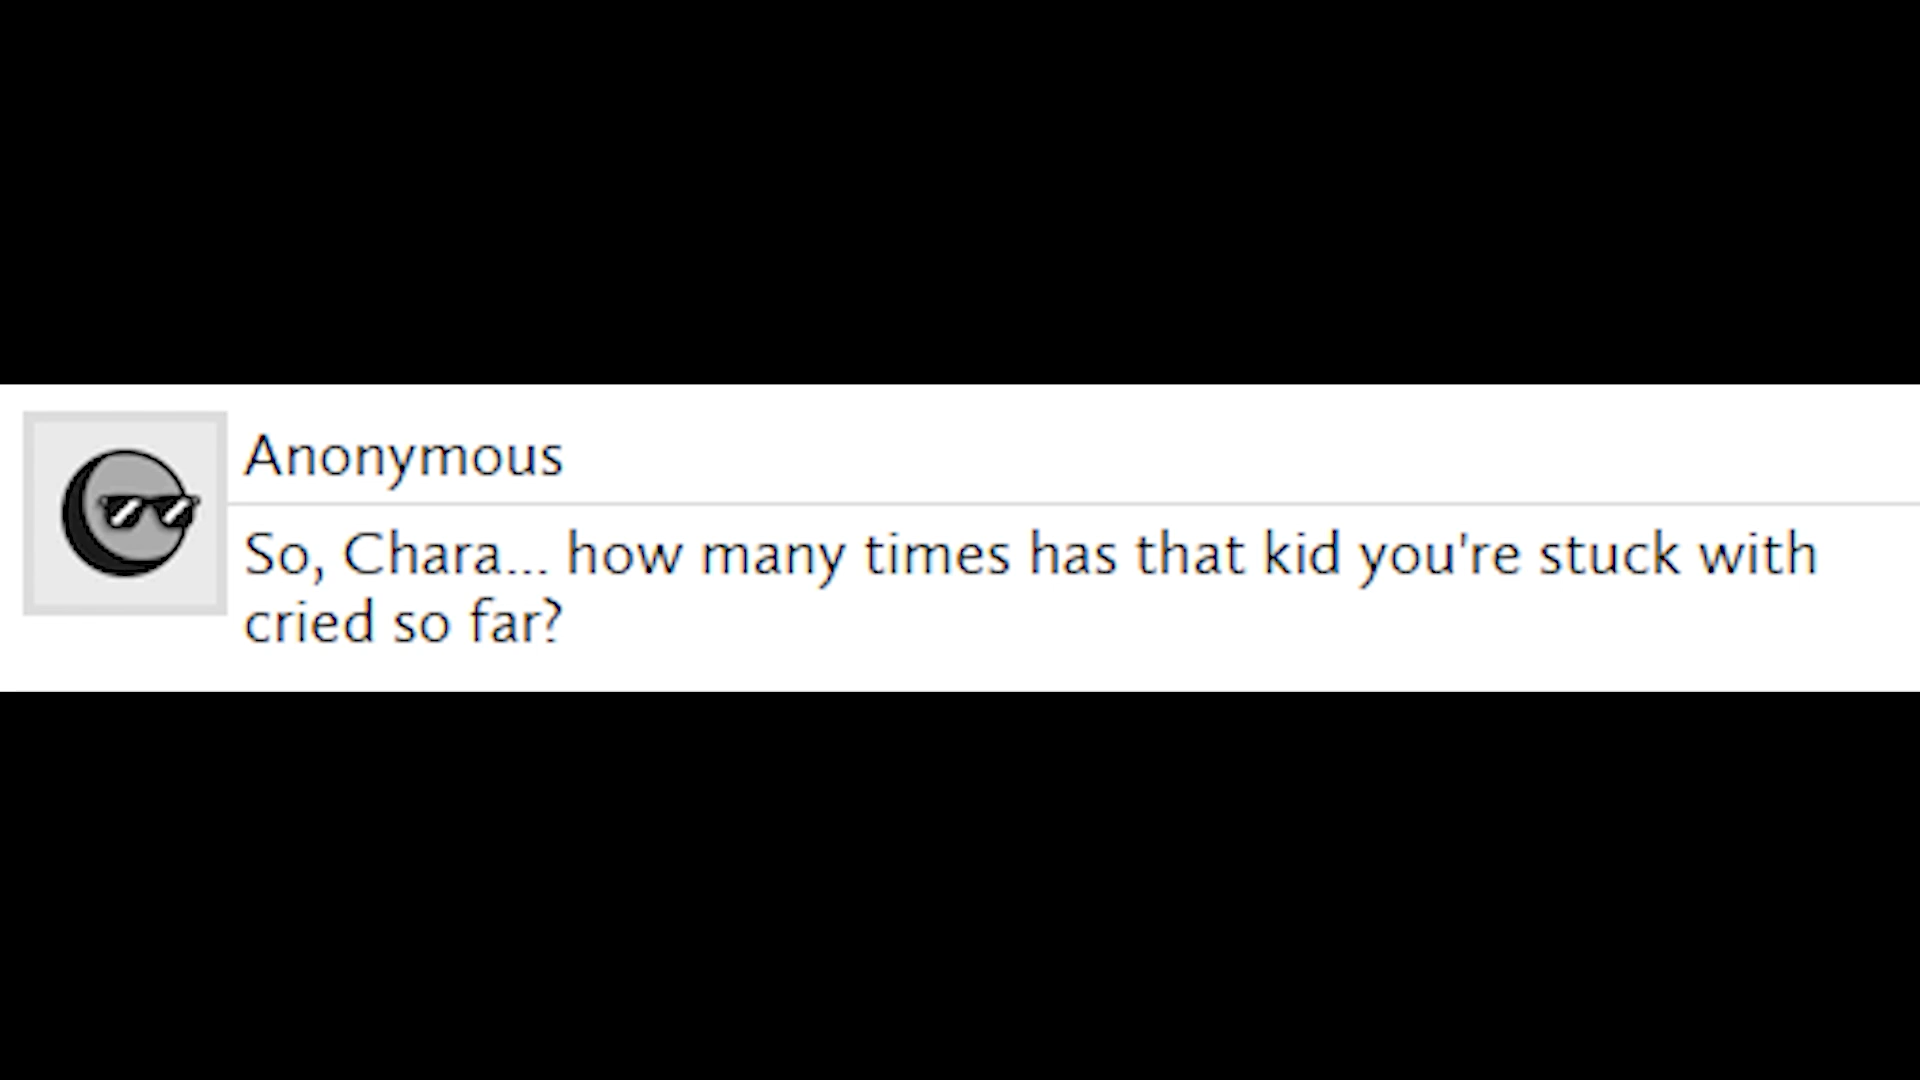 Anonymous
So, Chara... how many times has that kid you're stuck with
cried so far?